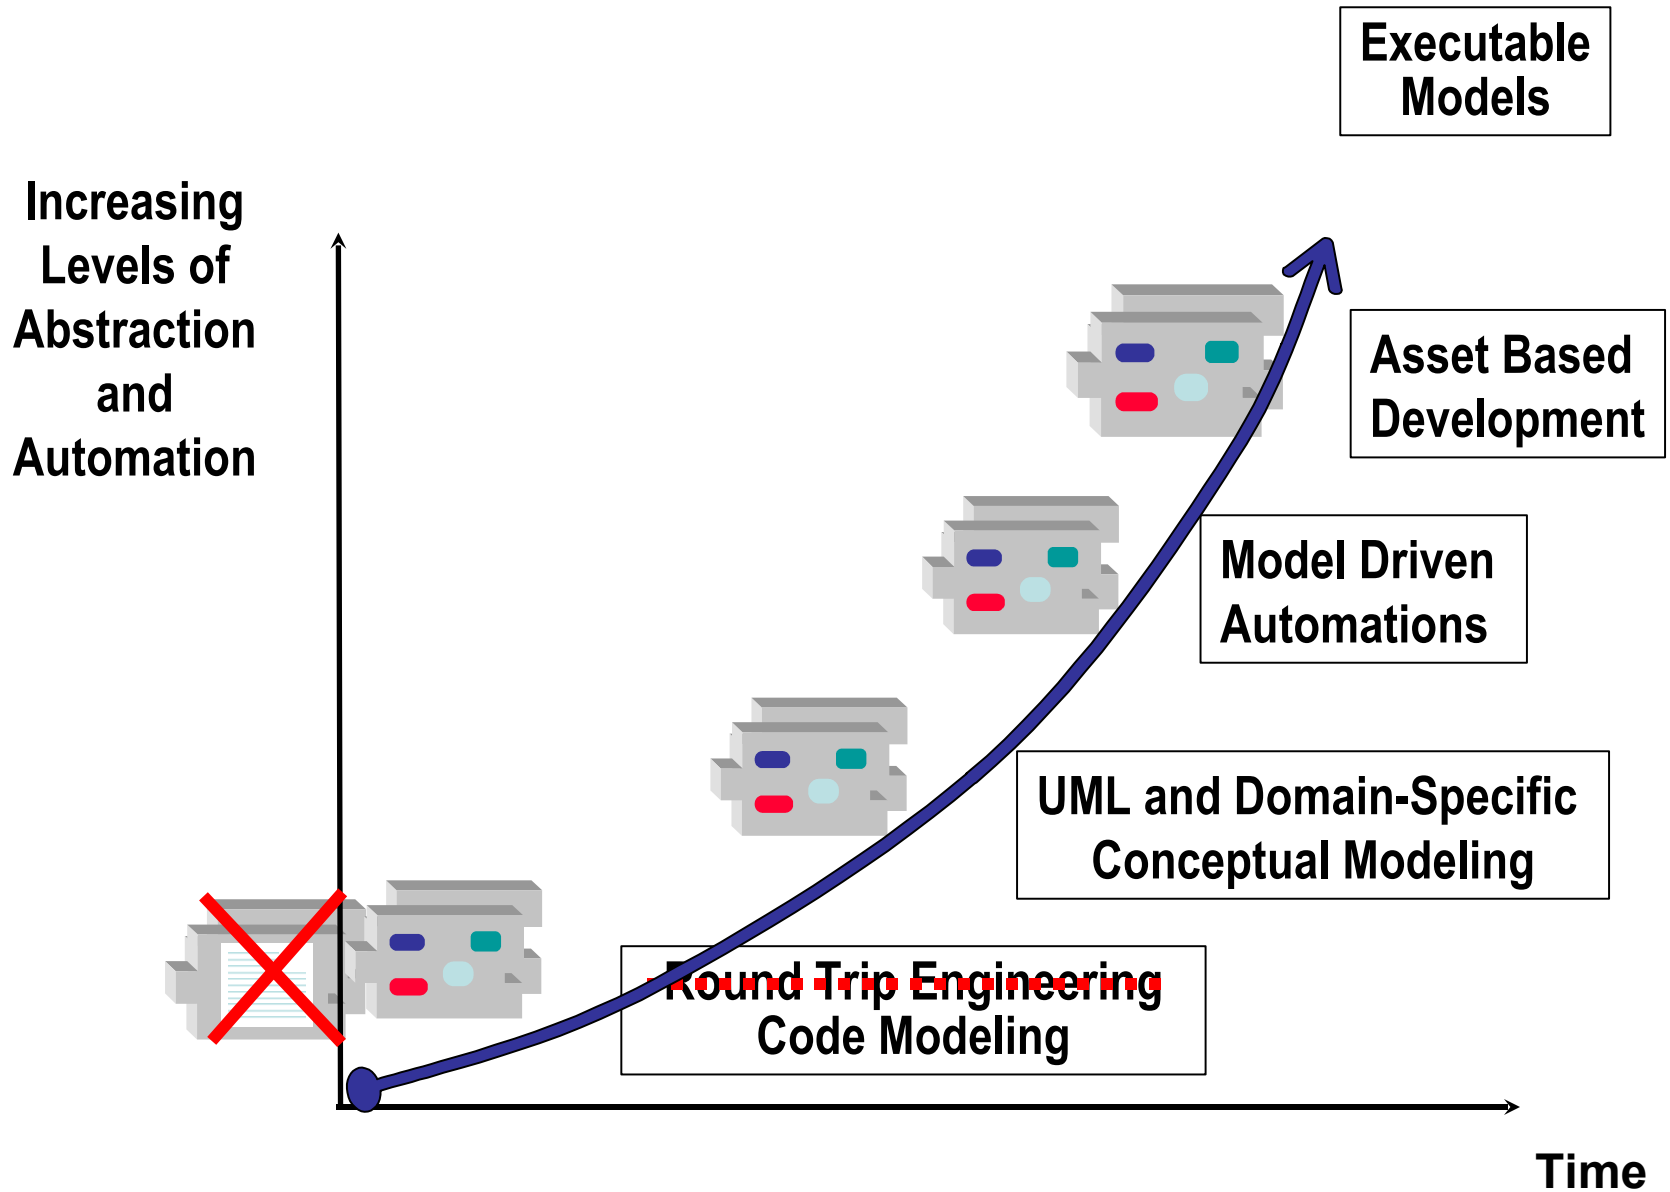 Executable
Models
Increasing
Levels of
Abstraction
and
Automation
Asset Based
Development
Model Driven
Automations
UML and Domain-Specific
Conceptual Modeling
Round Trip Engineering
Code Modeling
Time